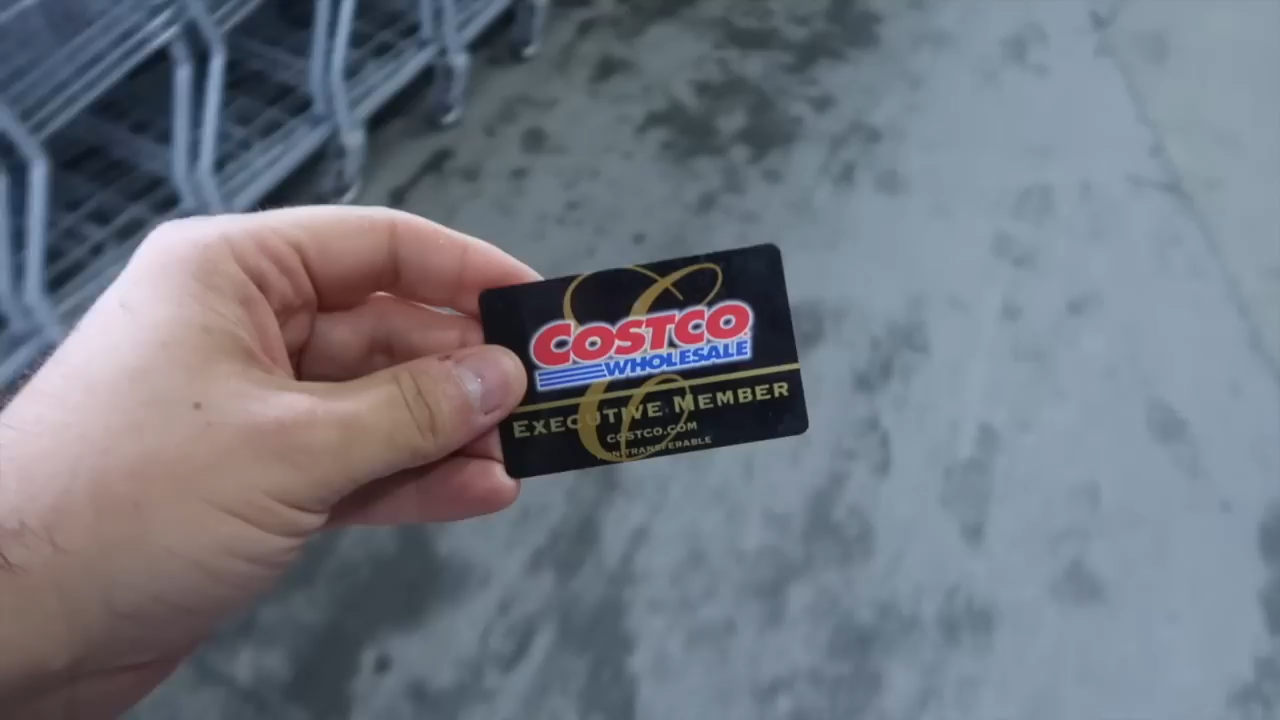 COSTCO
WHOLESALE
EXECUTIVE MEMBER
COSTCO.COM
NONTRANSFERABLE